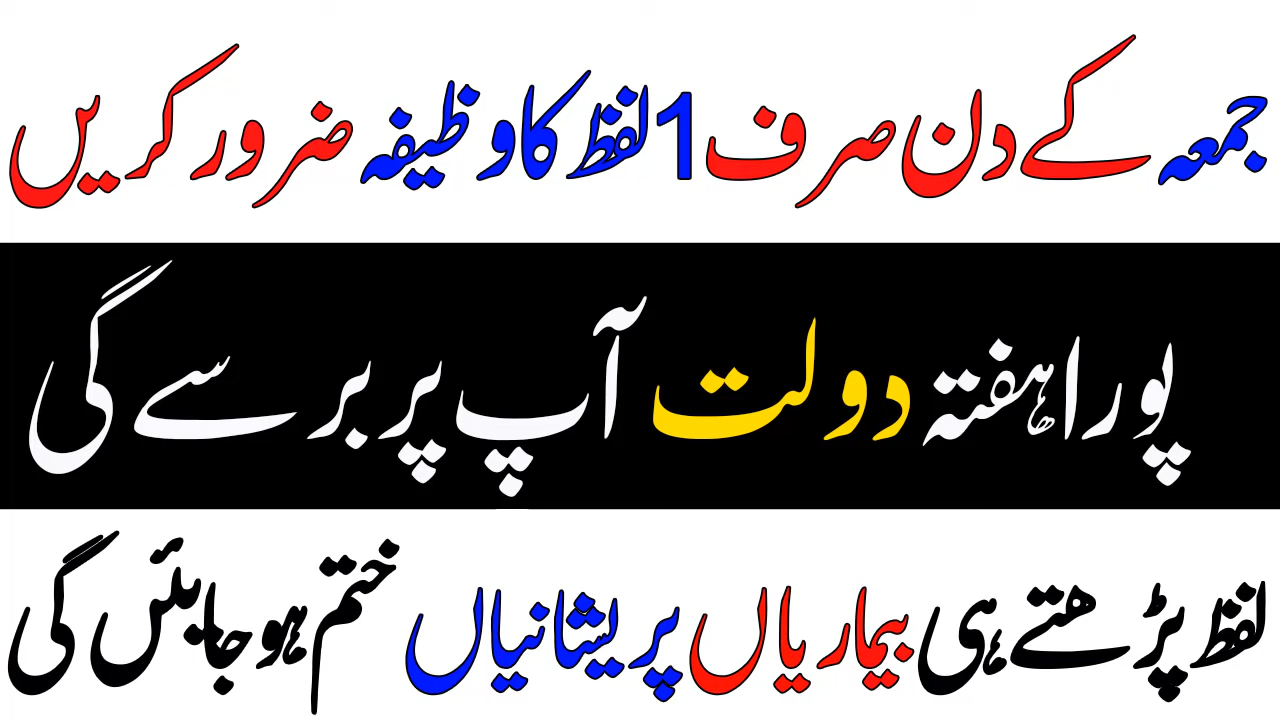 جمعہ کے دن صرف 1 لفظ کا وظیفہ ضرور کریں
پورا ہفتہ دولت آپ پر برسے گی
لفظ پڑھتے ہی بیماریاں پریشانیاں ختم ہو جایئں گی